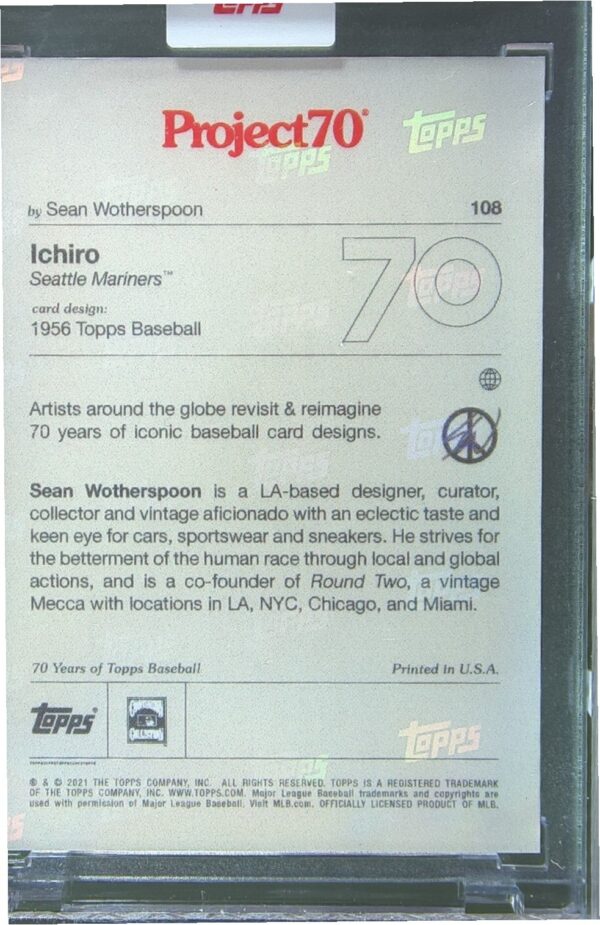 Topps
Project70®
Topps
Topps
by Sean Wotherspoon
108
Ichiro
Seattle Mariners™
70
Topps
card design:
Topps
1956 Topps Baseball
Artists around the globe revisit & reimagine
70 years of iconic baseball card designs.
Topps
Sean Wotherspoon is a LA-based designer, curator,
collector and vintage aficionado with an eclectic taste and
keen eye for cars, sportswear and sneakers. He strives for
the betterment of the human race through local and global
actions, and is a co-founder of Round Two, a vintage
Mecca with locations in LA, NYC, Chicago, and Miami.
70 Years of Topps Baseball
Printed in U.S.A.
Topps®
Topps
® & © 2021 THE TOPPS COMPANY, INC. ALL RIGHTS RESERVED. TOPPS IS A REGISTERED TRADEMARK
OF THE TOPPS COMPANY, INC. WWW.TOPPS.COM. Major League Baseball trademarks and copyrights are
used with permission of Major League Baseball. Visit MLB.com. OFFICIALLY LICENSED PRODUCT OF MLB.